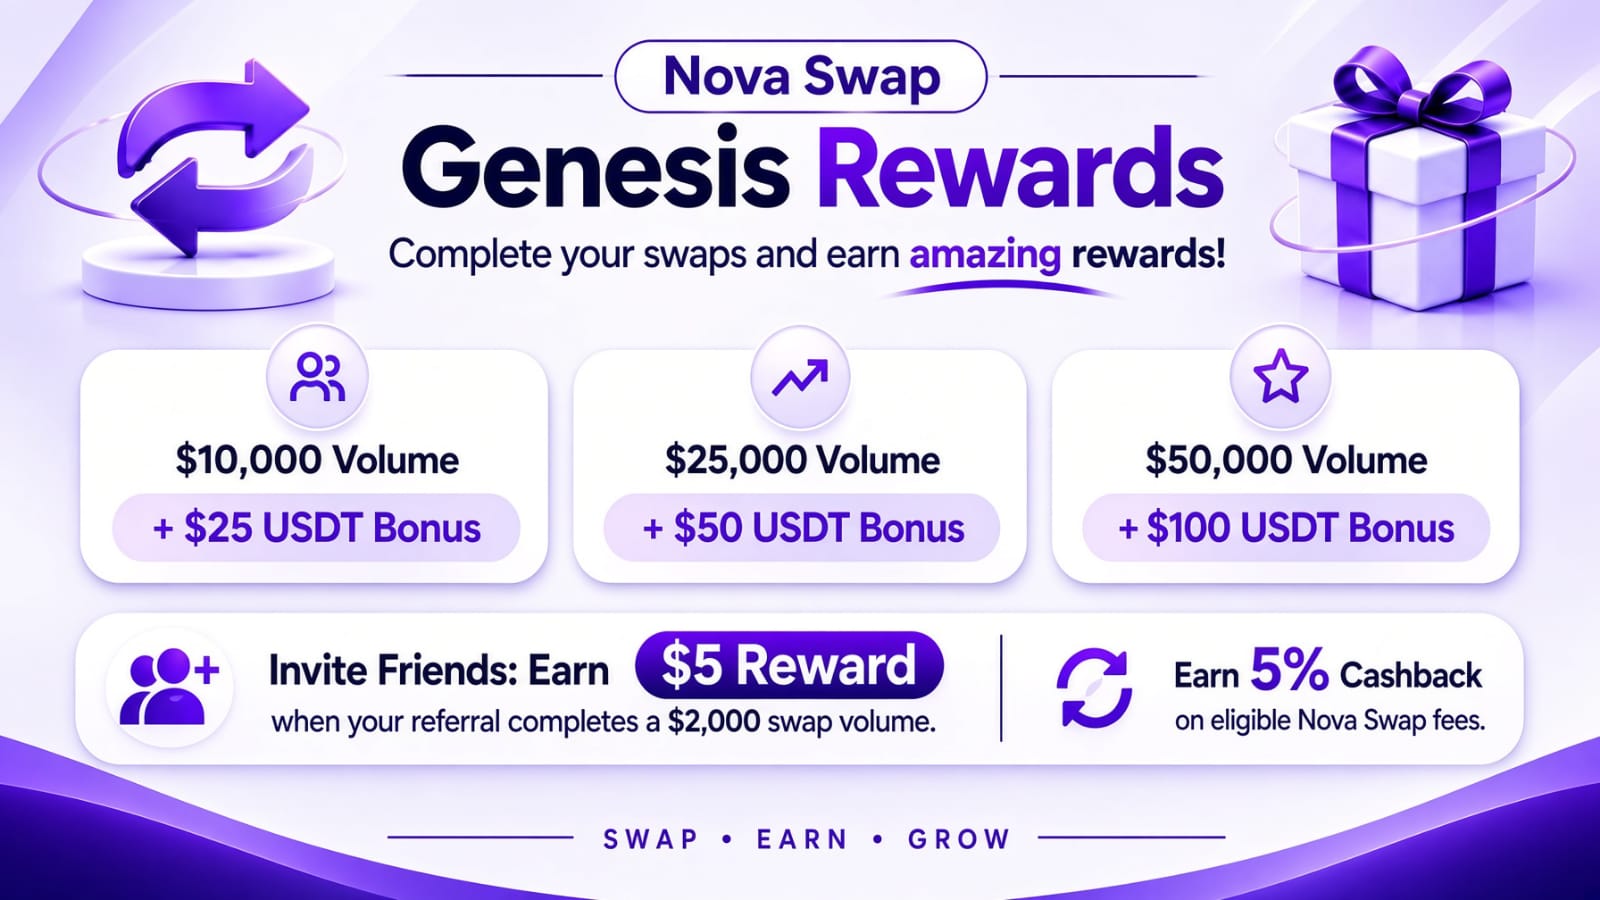 Nova Swap
Genesis Rewards
Complete your swaps and earn amazing rewards!
$10,000 Volume
+ $25 USDT Bonus
$25,000 Volume
+ $50 USDT Bonus
$50,000 Volume
+ $100 USDT Bonus
Invite Friends: Earn $5 Reward
when your referral completes a $2,000 swap volume.
Earn 5% Cashback
on eligible Nova Swap fees.
SWAP • EARN • GROW